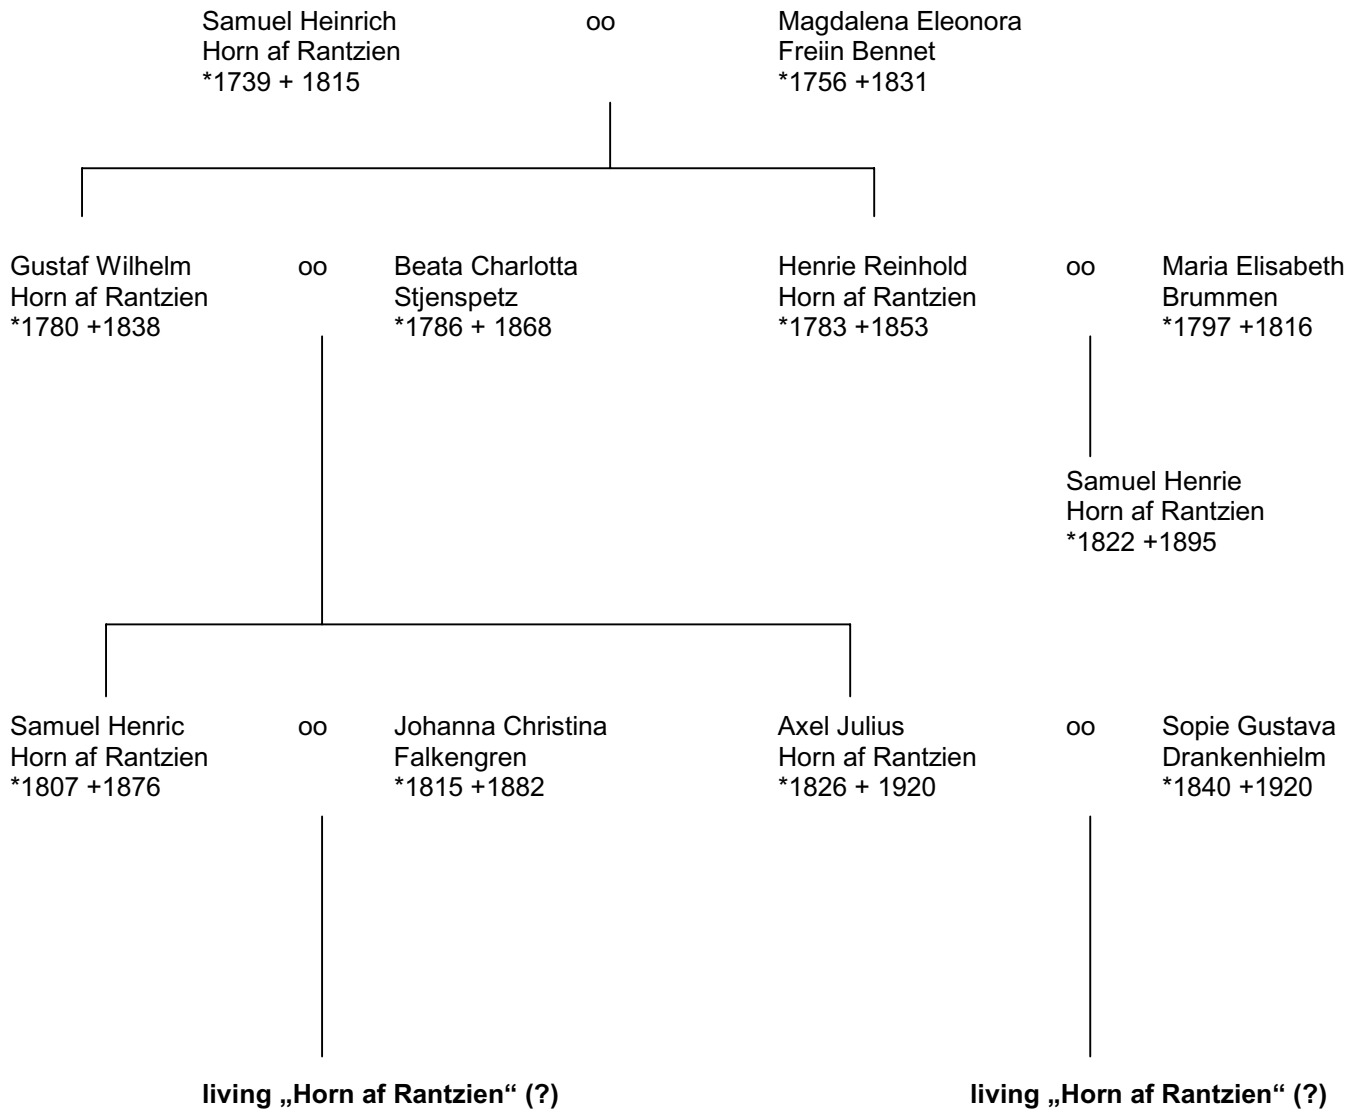 Samuel Heinrich
Horn af Rantzien
*1739 + 1815
oo
Magdalena Eleonora
Freiin Bennet
*1756 +1831
Gustaf Wilhelm
Horn af Rantzien
*1780 +1838
oo
Beata Charlotta
Stjenspetz
*1786 + 1868
Henrie Reinhold
Horn af Rantzien
*1783 +1853
oo
Maria Elisabeth
Brummen
*1797 +1816
Samuel Henrie
Horn af Rantzien
*1822 +1895
Samuel Henric
Horn af Rantzien
*1807 +1876
oo
Johanna Christina
Falkengren
*1815 +1882
Axel Julius
Horn af Rantzien
*1826 + 1920
oo
Sopie Gustava
Drankenhielm
*1840 +1920
living „Horn af Rantzien“ (?)
living „Horn af Rantzien“ (?)